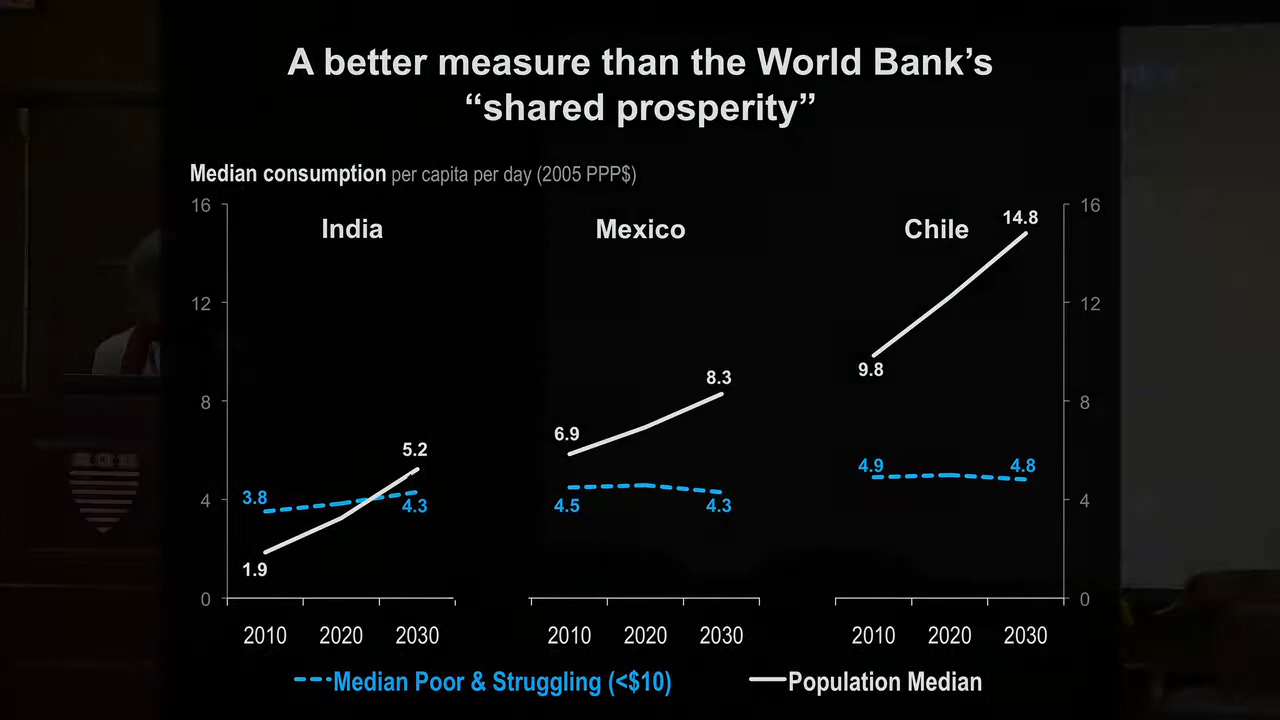 A better measure than the World Bank's
“shared prosperity”
Median consumption per capita per day (2005 PPP$)
16
12
8
4
0
India
3.8
1.9
5.2
4.3
2010 2020 2030
Mexico
6.9
4.5
8.3
4.3
2010 2020 2030
Chile
9.8
4.9
14.8
4.8
2010 2020 2030
16
12
8
4
0
Median Poor & Struggling (<$10)
Population Median